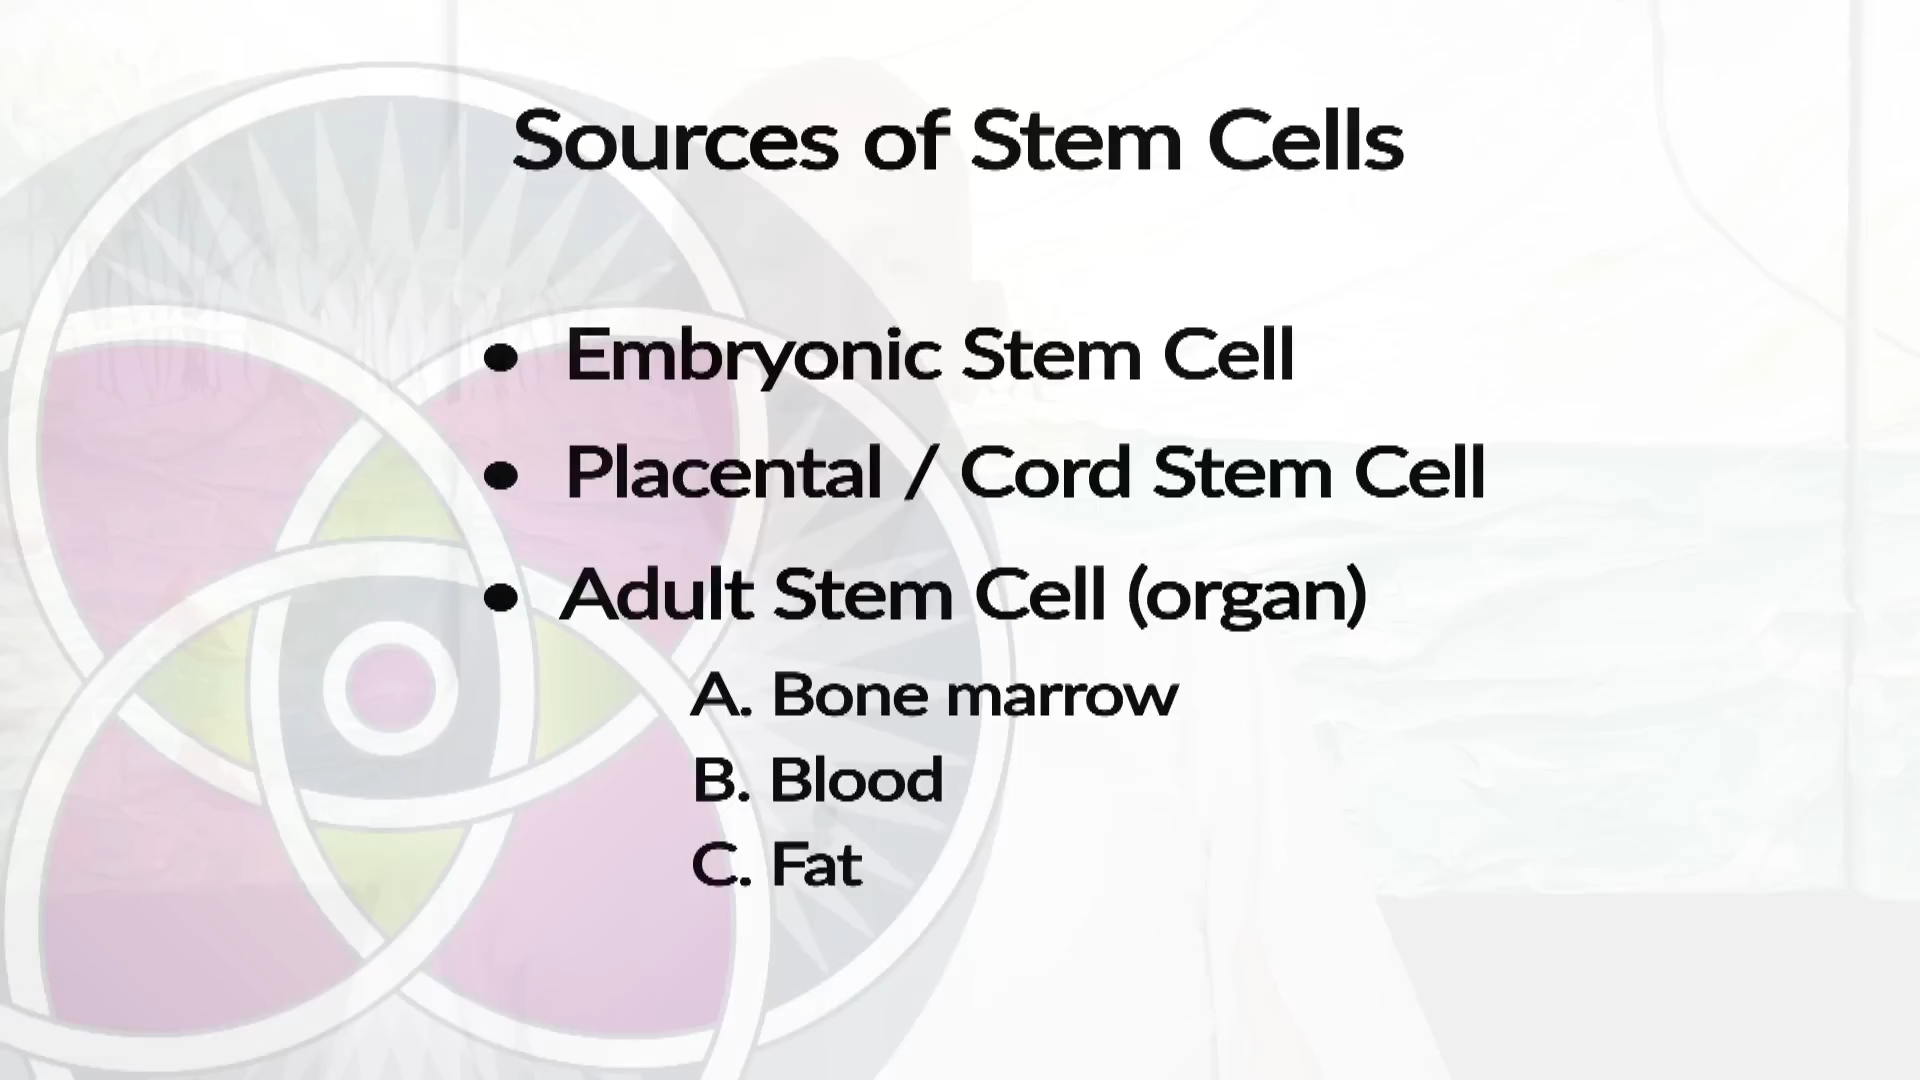 Sources of Stem Cells
• Embryonic Stem Cell
• Placental / Cord Stem Cell
• Adult Stem Cell (organ)
A. Bone marrow
B. Blood
C. Fat